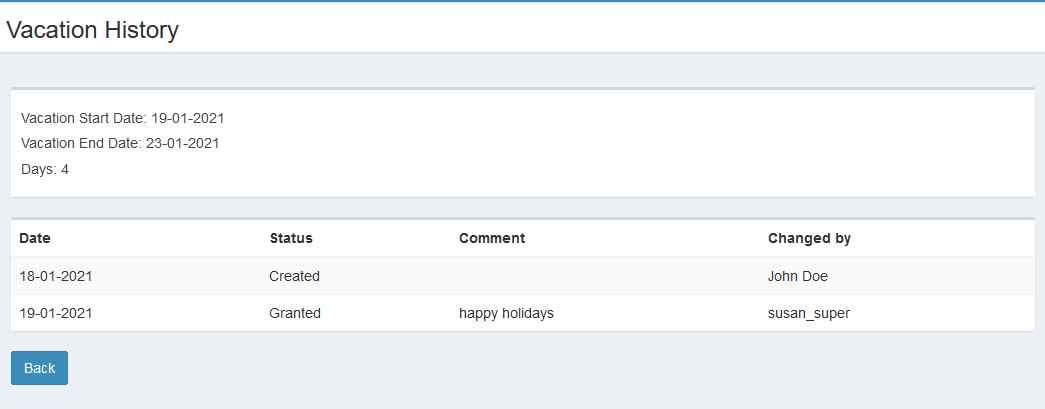 Vacation History
Vacation Start Date: 19-01-2021
Vacation End Date: 23-01-2021
Days: 4
Date Status Comment Changed by
18-01-2021 Created John Doe
19-01-2021 Granted happy holidays susan_super
Back